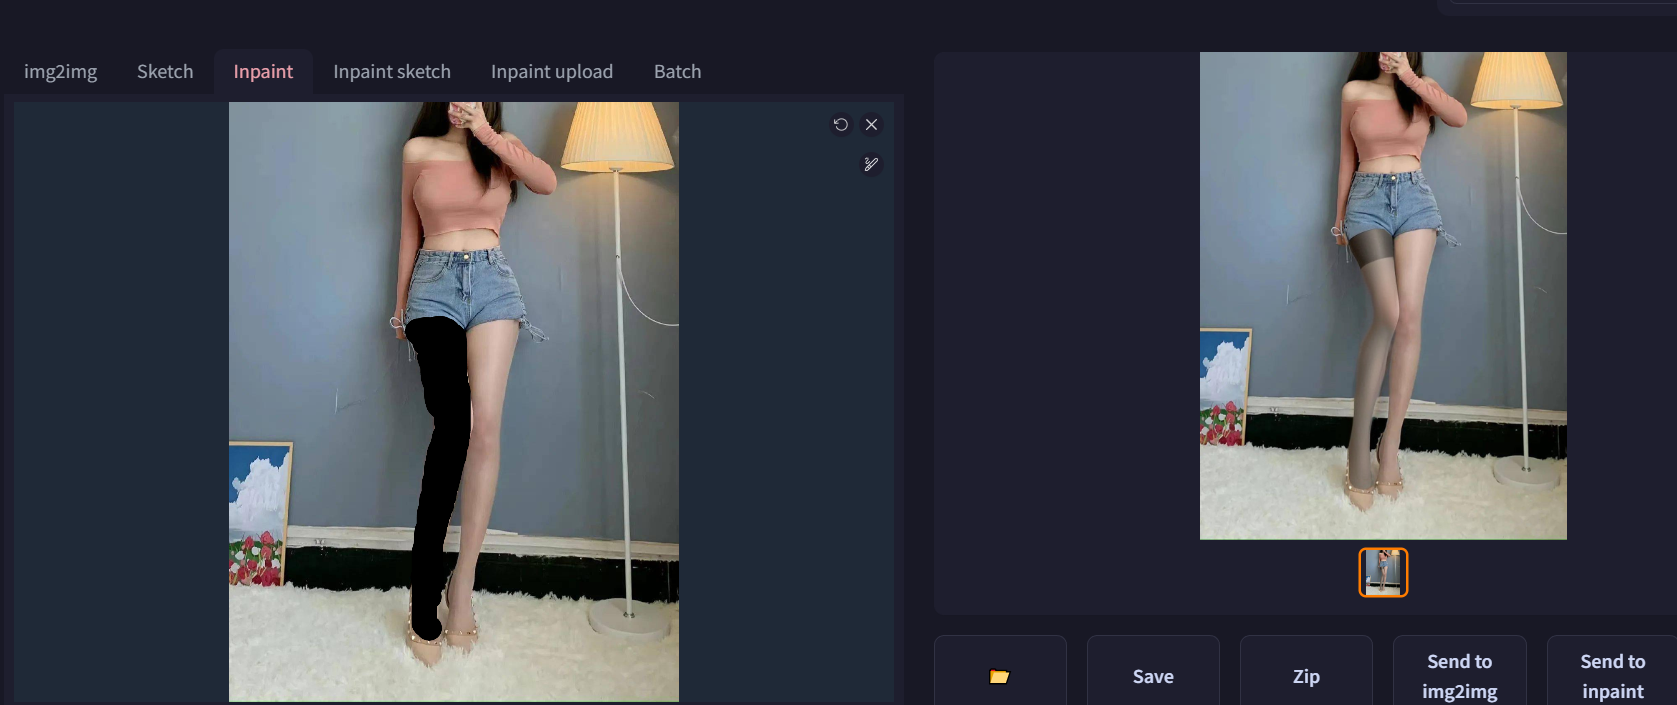 img2img
Sketch
Inpaint
Inpaint sketch
Inpaint upload
Batch
Save
Zip
Send to
img2img
Send to
inpaint